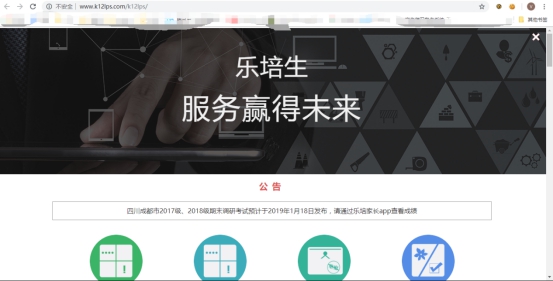 不安全 | www.k12lps.com/k12lps/
其他书签
乐培生
服务赢得未来
公告
四川成都市2017级、2018级期末调研考试预计于2019年1月18日发布，请通过乐培家长app查看成绩